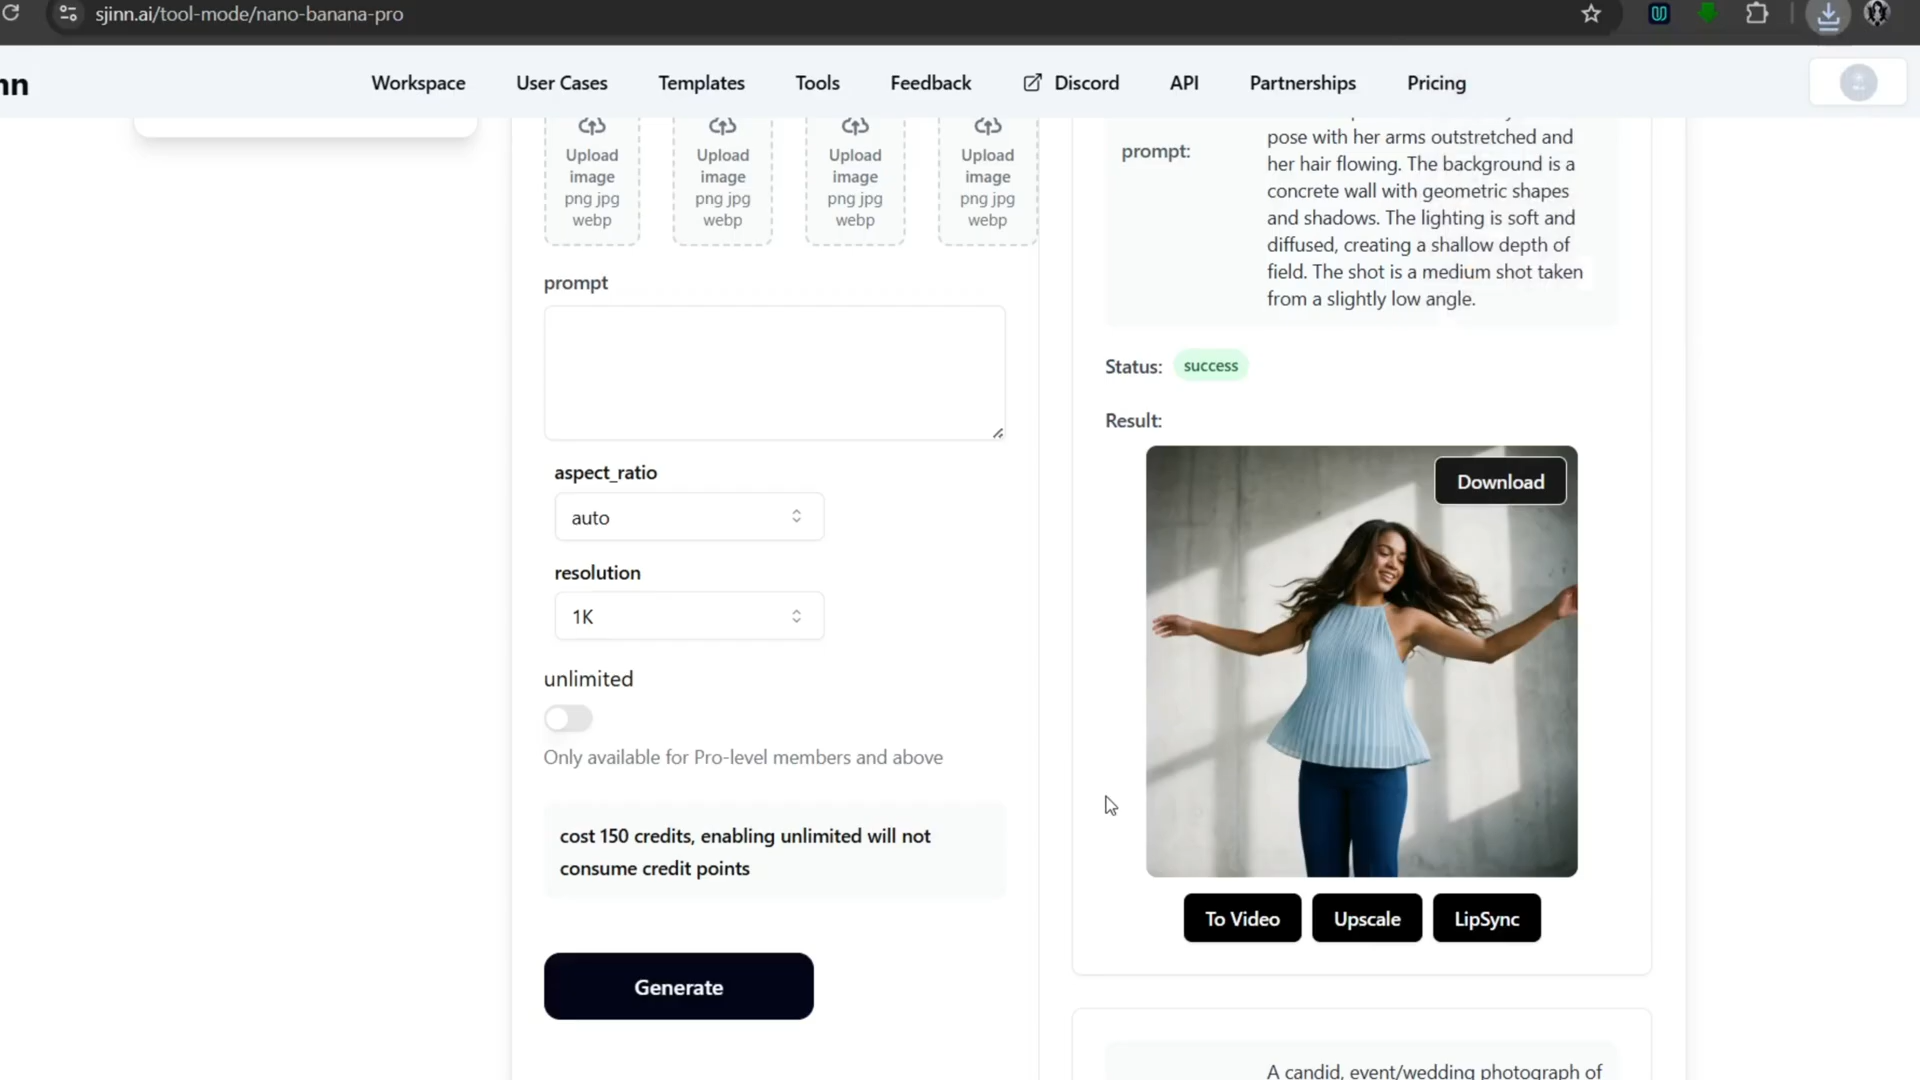 sjinn.ai/tool-mode/nano-banana-pro
nn
Workspace
User Cases
Templates
Tools
Feedback
Discord
API
Partnerships
Pricing
Upload
image
png jpg
webp
Upload
image
png jpg
webp
Upload
image
png jpg
webp
Upload
image
png jpg
webp
prompt
aspect_ratio
auto
resolution
1K
unlimited
Only available for Pro-level members and above
cost 150 credits, enabling unlimited will not
consume credit points
Generate
prompt:
pose with her arms outstretched and
her hair flowing. The background is a
concrete wall with geometric shapes
and shadows. The lighting is soft and
diffused, creating a shallow depth of
field. The shot is a medium shot taken
from a slightly low angle.
Status:
success
Result:
Download
To Video
Upscale
LipSync
A candid, event/wedding photograph of